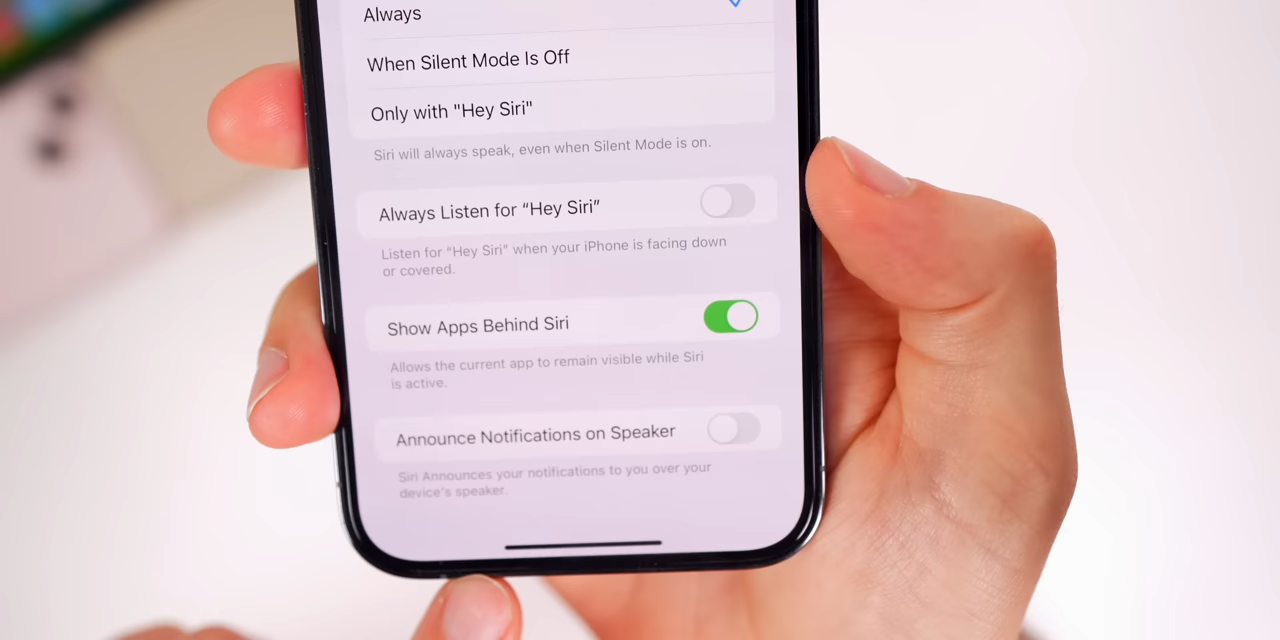 Always
When Silent Mode Is Off
Only with "Hey Siri"
Siri will always speak, even when Silent Mode is on.
Always Listen for “Hey Siri”
Listen for “Hey Siri” when your iPhone is facing down
or covered.
Show Apps Behind Siri
Allows the current app to remain visible while Siri
is active.
Announce Notifications on Speaker
Siri Announces your notifications to you over your
device's speaker.